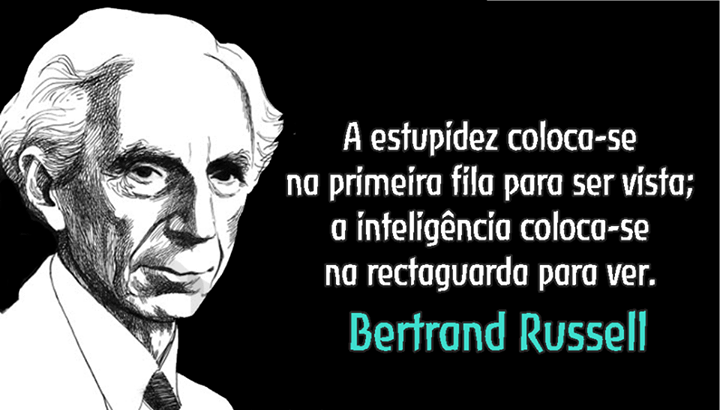 A estupidez coloca-se
na primeira fila para ser vista;
a inteligência coloca-se
na rectaguarda para ver.
Bertrand Russell